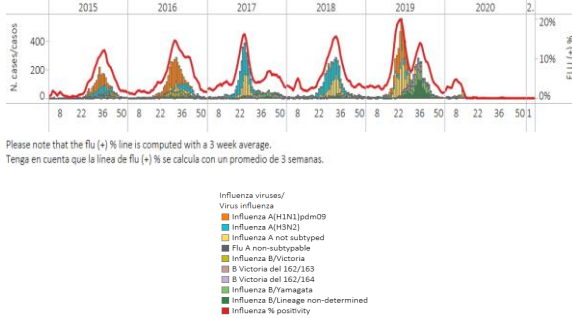 2015 2016 2017 2018 2019 2020 2.
N. cases/casos
400
200
0
20%
10%
0%
FLU (+) %
8 22 36 50 8 22 36 50 8 22 36 50 8 22 36 50 8 22 36 50 8 22 36 50 1
Please note that the flu (+) % line is computed with a 3 week average.
Tenga en cuenta que la línea de flu (+) % se calcula con un promedio de 3 semanas.
Influenza viruses/
Virus influenza
Influenza A(H1N1)pdm09
Influenza A(H3N2)
Influenza A not subtyped
Flu A non-subtypable
Influenza B/Victoria
B Victoria del 162/163
B Victoria del 162/164
Influenza B/Yamagata
Influenza B/Lineage non-determined
Influenza % positivity